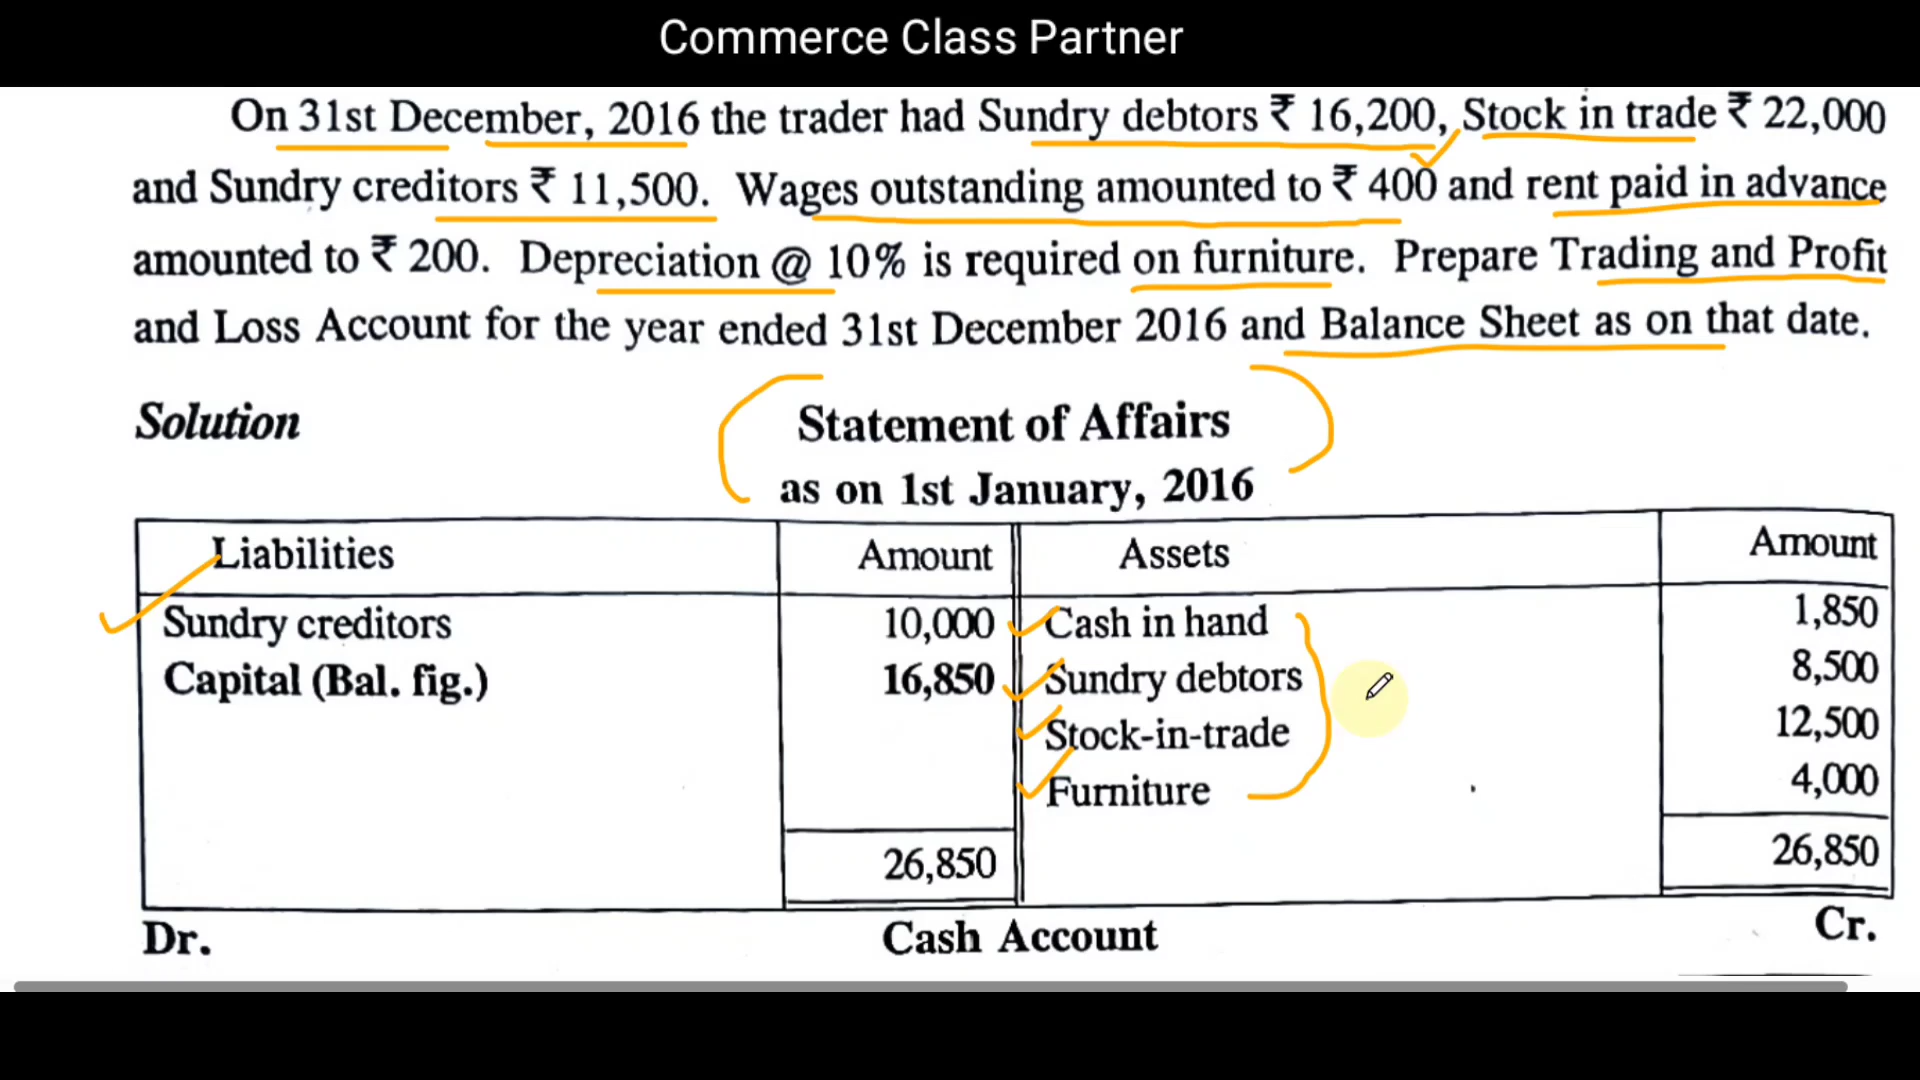 Commerce Class Partner
On 31st December, 2016 the trader had Sundry debtors ₹ 16,200, Stock in trade ₹ 22,000
and Sundry creditors ₹ 11,500. Wages outstanding amounted to ₹ 400 and rent paid in advance
amounted to ₹ 200. Depreciation @ 10% is required on furniture. Prepare Trading and Profit
and Loss Account for the year ended 31st December 2016 and Balance Sheet as on that date.
Solution
Statement of Affairs
as on 1st January, 2016
Liabilities Amount Assets Amount
Sundry creditors 10,000 Cash in hand 1,850
Capital (Bal. fig.) 16,850 Sundry debtors 8,500
Stock-in-trade 12,500
Furniture 4,000
26,850 26,850
Dr. Cash Account Cr.